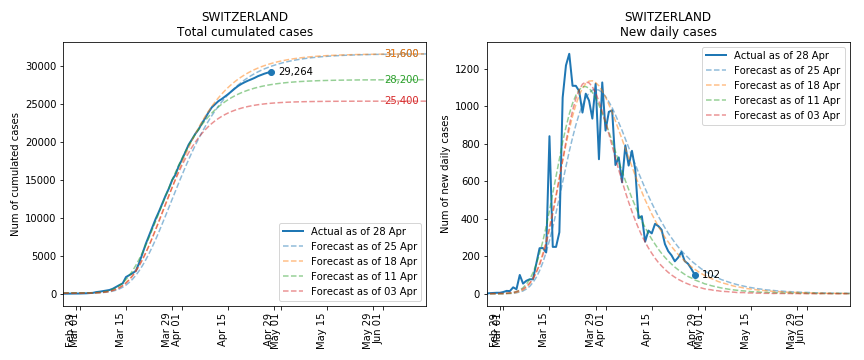 SWITZERLAND
Total cumulated cases
Num of cumulated cases
30000
25000
20000
15000
10000
5000
0
31,600
29,264
28,200
25,400
Actual as of 28 Apr
Forecast as of 25 Apr
Forecast as of 18 Apr
Forecast as of 11 Apr
Forecast as of 03 Apr
Feb 29
Mar 01
Mar 15
Mar 29
Apr 01
Apr 15
Apr 29
May 01
May 15
May 29
Jun 01
SWITZERLAND
New daily cases
Num of new daily cases
1200
1000
800
600
400
200
0
102
Actual as of 28 Apr
Forecast as of 25 Apr
Forecast as of 18 Apr
Forecast as of 11 Apr
Forecast as of 03 Apr
Feb 29
Mar 01
Mar 15
Mar 29
Apr 01
Apr 15
Apr 29
May 01
May 15
May 29
Jun 01